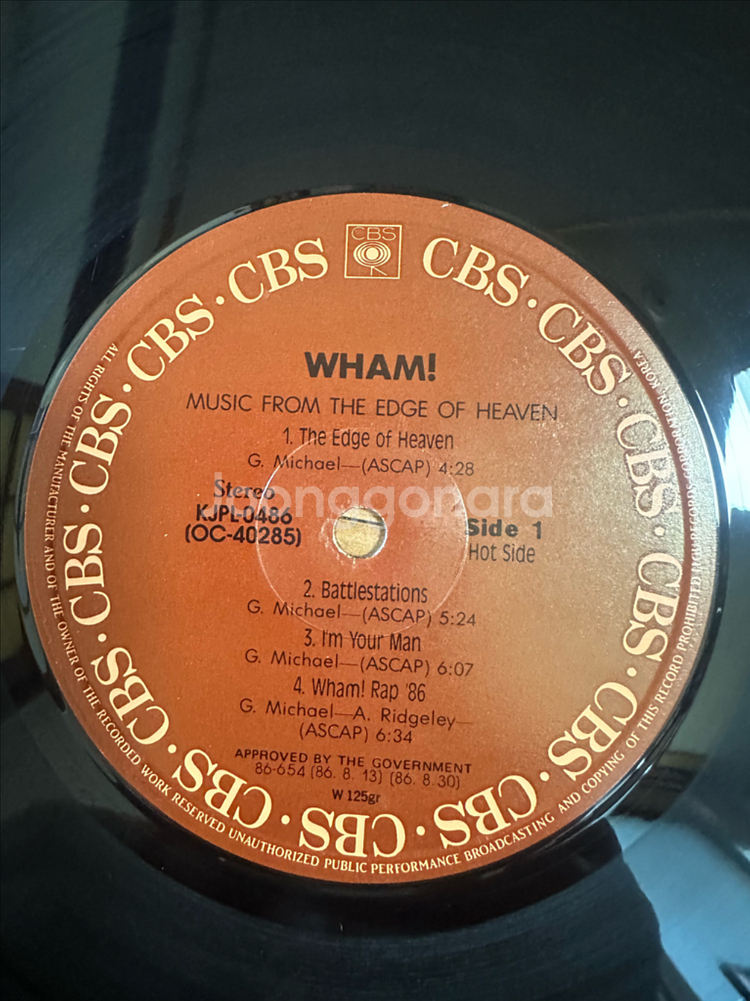 CBS
CBS · CBS · CBS · CBS · CBS · CBS · CBS · CBS · CBS · CBS · CBS · CBS · CBS
WHAM!
MUSIC FROM THE EDGE OF HEAVEN
1. The Edge of Heaven
G. Michael—(ASCAP) 4:28
joonggonara
Stereo
KJPL-0486
(OC-40285)
Side 1
Hot Side
2. Battlestations
G. Michael—(ASCAP) 5:24
3. I'm Your Man
G. Michael—(ASCAP) 6:07
4. Wham! Rap '86
G. Michael—A. Ridgeley—
(ASCAP) 6:34
APPROVED BY THE GOVERNMENT
86-654 (86. 8. 13) (86. 8.30)
W 125gr
ALL RIGHTS OF THE MANUFACTURER AND OF THE OWNER OF THE RECORDED WORK RESERVED UNAUTHORIZED PUBLIC PERFORMANCE BROADCASTING AND COPYING OF THIS RECORD PROHIBITED RECORDS CORPORATION KOREA